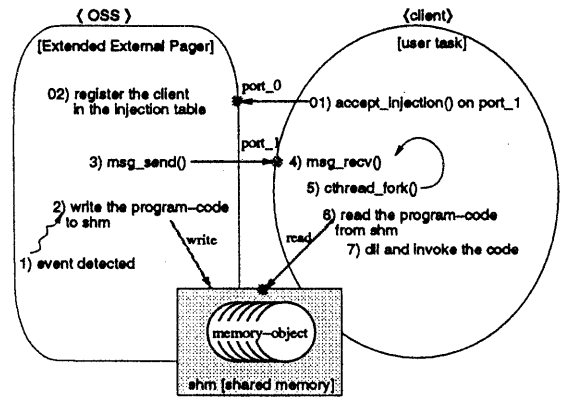 《 OSS 》
《client》
[Extended External Pager]
[user task]
port_0
02) register the client
in the injection table
01) accept_injection() on port_1
port_1
3) msg_send()
4) msg_recv()
5) cthread_fork()
2) write the program-code
to shm
6) read the program-code
from shm
write
read
7) dll and invoke the code
1) event detected
memory-object
shm [shared memory]